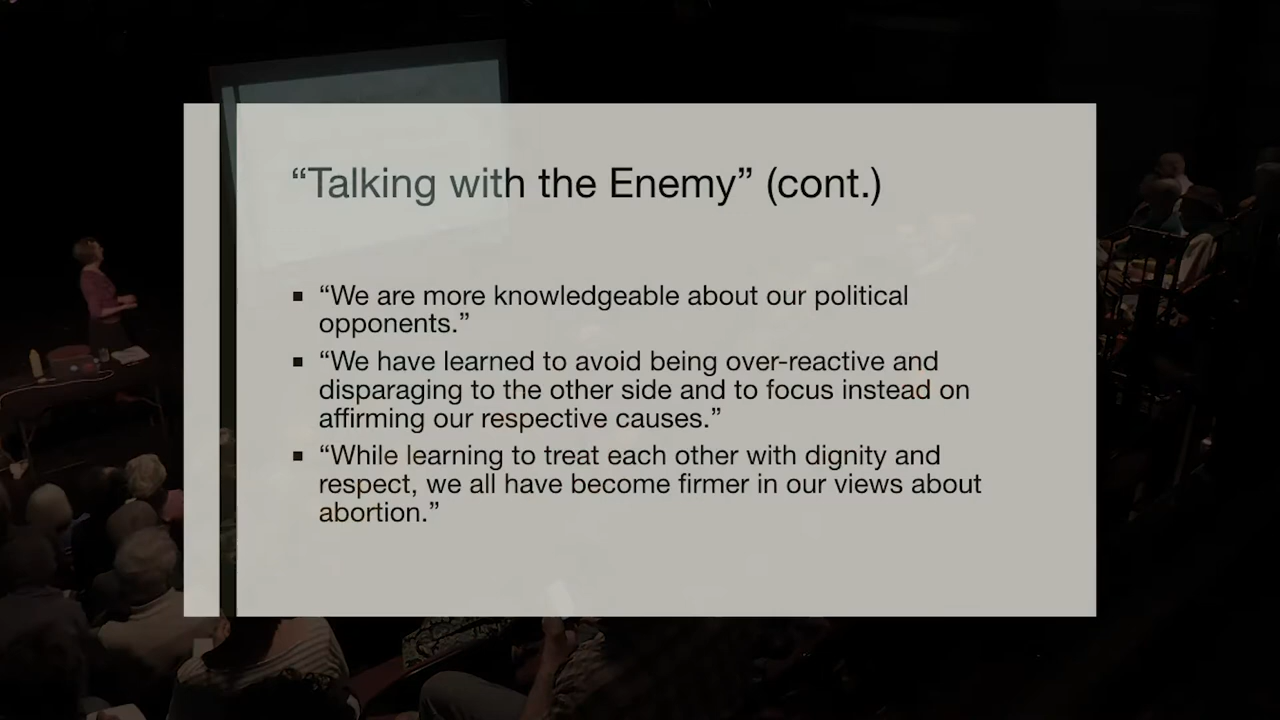 “Talking with the Enemy” (cont.)
▪ “We are more knowledgeable about our political
opponents.”
▪ “We have learned to avoid being over-reactive and
disparaging to the other side and to focus instead on
affirming our respective causes.”
▪ “While learning to treat each other with dignity and
respect, we all have become firmer in our views about
abortion.”